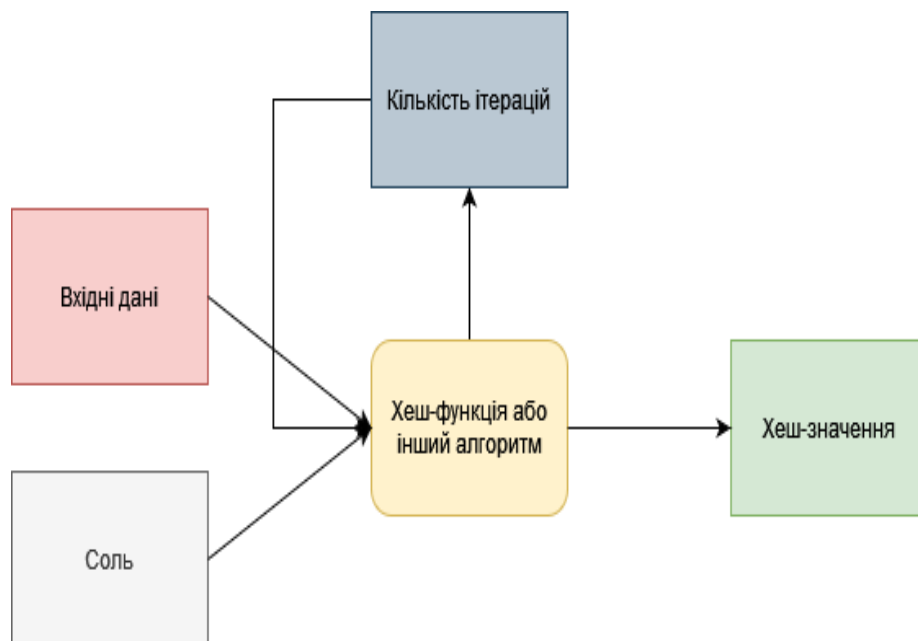 Кількість ітерацій
Вхідні дані
Хеш-функція або
інший алгоритм
Хеш-значення
Соль